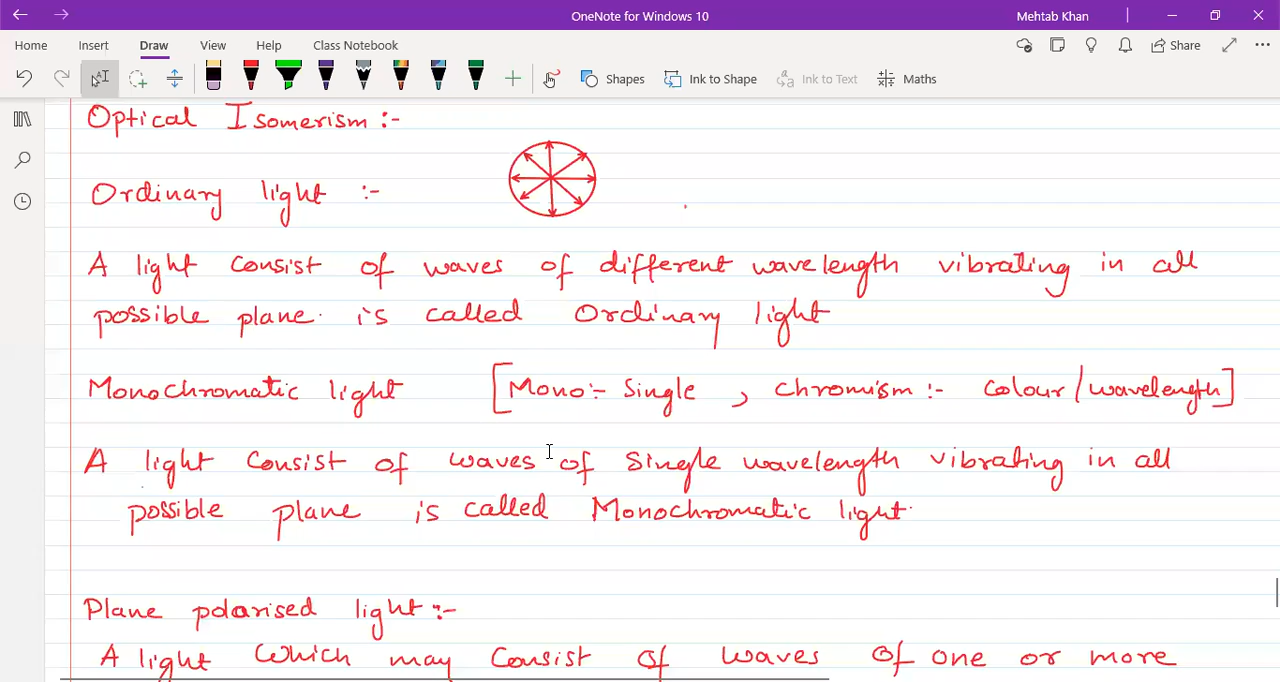 OneNote for Windows 10
Mehtab Khan
Home Insert Draw View Help Class Notebook
Share
Shapes Ink to Shape Ink to Text Maths
Optical Isomerism :-
Ordinary light :-
A light consist of waves of different wavelength vibrating in all
possible plane. is called Ordinary light
Monochromatic light [Mono :- Single , chromism :- colour/wavelength]
A light consist of waves of single wavelength vibrating in all
possible plane is called Monochromatic light.
Plane polarised light :-
A light which may consist of waves of one or more